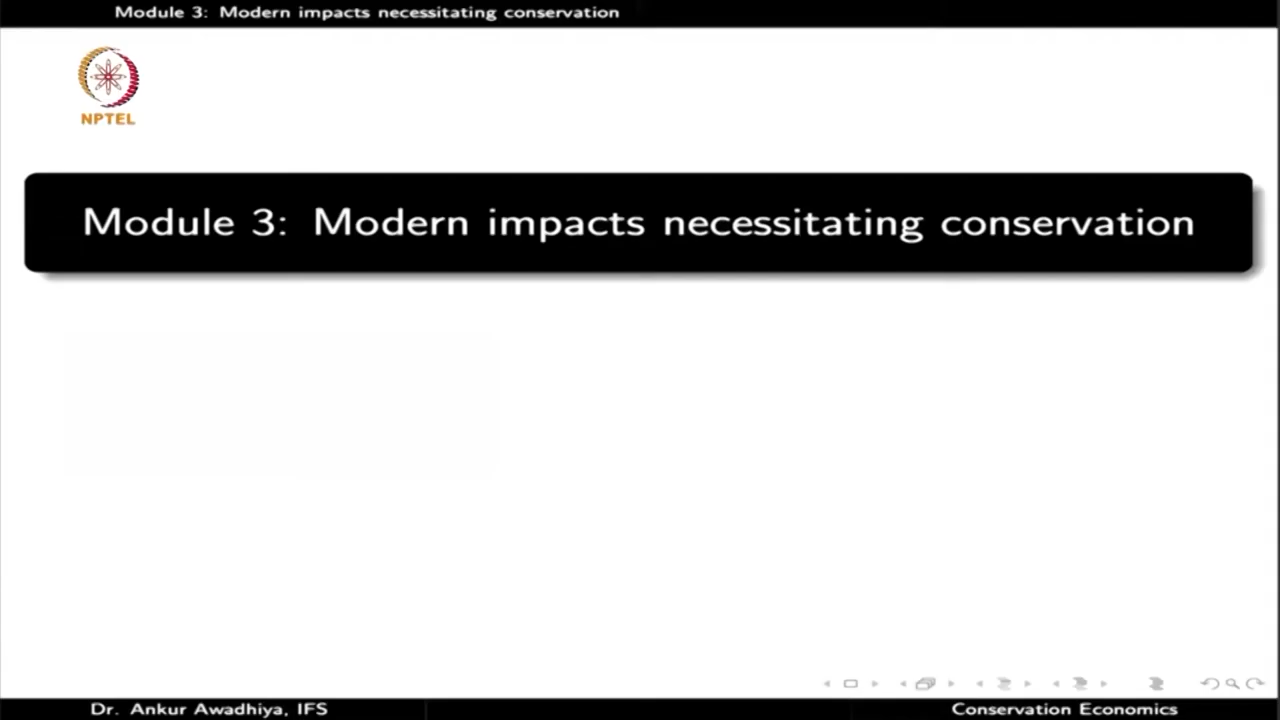 Module 3: Modern impacts necessitating conservation
NPTEL
Module 3: Modern impacts necessitating conservation
Dr. Ankur Awadhiya, IFS
Conservation Economics